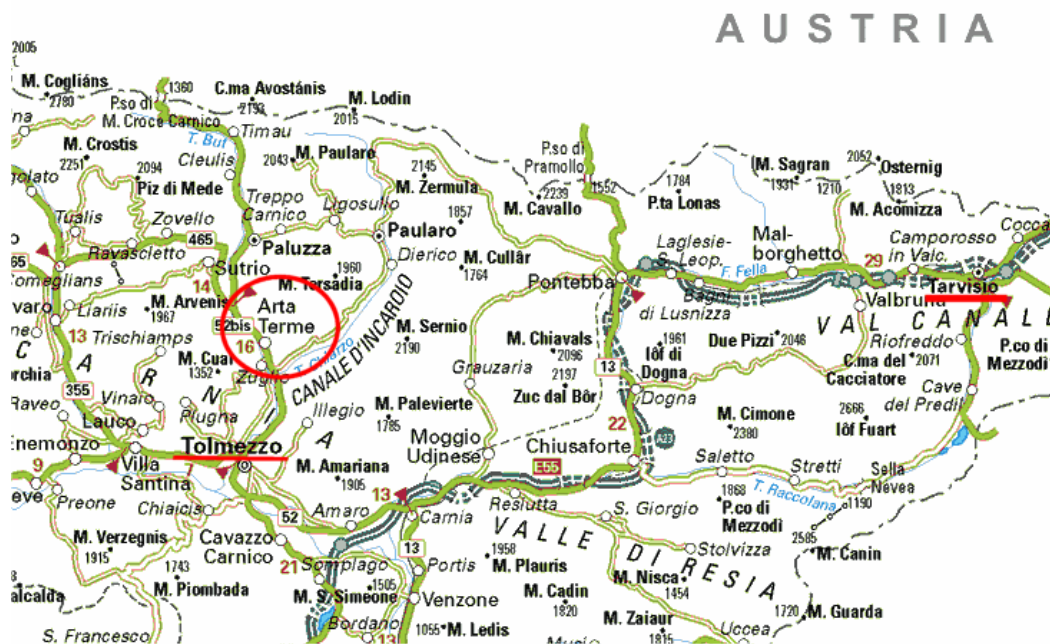 AUSTRIA
2005
M. Cogliáns
2780
P.so di
M. Croce Carnico
1360
C.ma Avostánis
2193
M. Lodin
2015
Timau
T. But
Cleulis
M. Crostis
2251
2094
Piz di Mede
2043
M. Paularo
2145
M. Zermula
P.so di
Pramollo
1552
2239
M. Cavallo
1784
P.ta Lonas
M. Sagran
1931
1210
2052
Osternig
1813
M. Acomizza
Tualis
Zovello
Ravascletto
465
Treppo
Carnico
Ligosullo
Paluzza
Paularo
1857
Dierico
M. Cullâr
1764
Sutrio
14
M. Arvenis
1967
1960
M. Tersádia
Arta
Terme
52bis
16
Zuglio
T. Chiarzò
CANALE D'INCAROIO
M. Sernio
2190
Pontebba
Laglesie-
S. Leop.
F. Fella
Bagni
di Lusnizza
Mal-
borghetto
29
Camporosso
in Valc.
Tarvisio
Valbruna
VAL CANALE
Riofreddo
P.co di
Mezzodì
Liariis
13
Trischiamps
M. Cuar
1352
CARNIA
355
Raveo
Vinaio
Lauco
Plugna
Illegio
Enemonzo
9
Villa
Santina
7
Tolmezzo
M. Chiavals
2096
2197
Zuc dal Bôr
1961
Iôf di
Dogna
13
Dogna
Due Pizzi
2046
C.ma del
Cacciatore
2071
Cave
del Predil
Grauzaria
M. Palevierte
1785
Moggio
Udinese
Chiusaforte
22
A23
E55
M. Cimone
2380
2666
Iôf Fuart
Saletto
Stretti
Sella
Nevea
T. Raccolana
1190
1868
P.co di
Mezzodì
2585
M. Canin
M. Amariana
1905
13
Preone
Chiaicis
52
Amaro
Carnia
Resiutta
S. Giorgio
Stolvizza
VALLE DI RESIA
M. Verzegnis
1915
Cavazzo
Carnico
21
Somplago
13
Portis
1958
M. Plauris
1743
M. Piombada
1505
M. S. Simeone
Venzone
M. Cadin
1820
M. Nisca
1454
1720
M. Guarda
S. Francesco
Bordano
13
1055
M. Ledis
M. Zaiaur
1815
Uccea